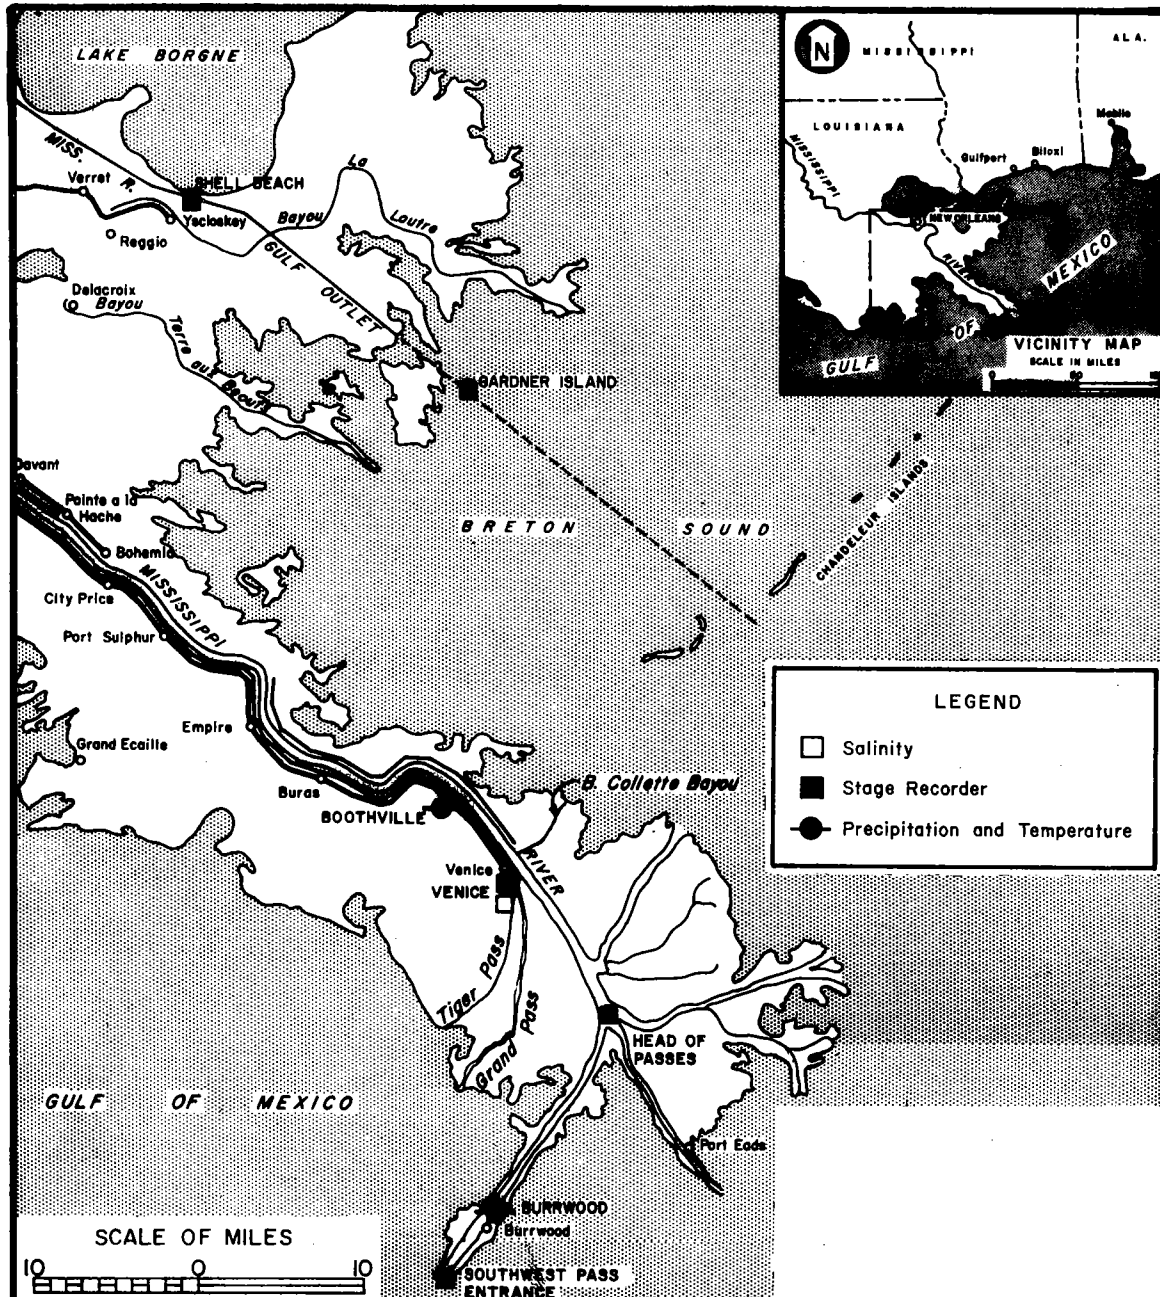 LAKE BORGNE
N
MISSISSIPPI
ALA.
LOUISIANA
Mobile
Gulfport
Biloxi
MISSISSIPPI
RIVER
NEW ORLEANS
GULF OF MEXICO
VICINITY MAP
SCALE IN MILES
0
50
MISS. R.
GULF OUTLET
Verret
SHELL BEACH
Yscloskey
Reggio
Bayou La Loutre
Delacroix
Bayou Terre aux Beoufs
GARDNER ISLAND
CHANDELEUR ISLANDS
BRETON SOUND
Davant
Pointe a la
Hache
Bohemia
MISSISSIPPI
RIVER
City Price
Port Sulphur
Empire
Grand Ecaille
Buras
BOOTHVILLE
B. Collette Bayou
Venice
VENICE
Tiger Pass
Grand Pass
HEAD OF
PASSES
Port Eads
GULF OF MEXICO
BURRWOOD
Burrwood
SOUTHWEST PASS
ENTRANCE
LEGEND
Salinity
Stage Recorder
Precipitation and Temperature
SCALE OF MILES
10 0 10